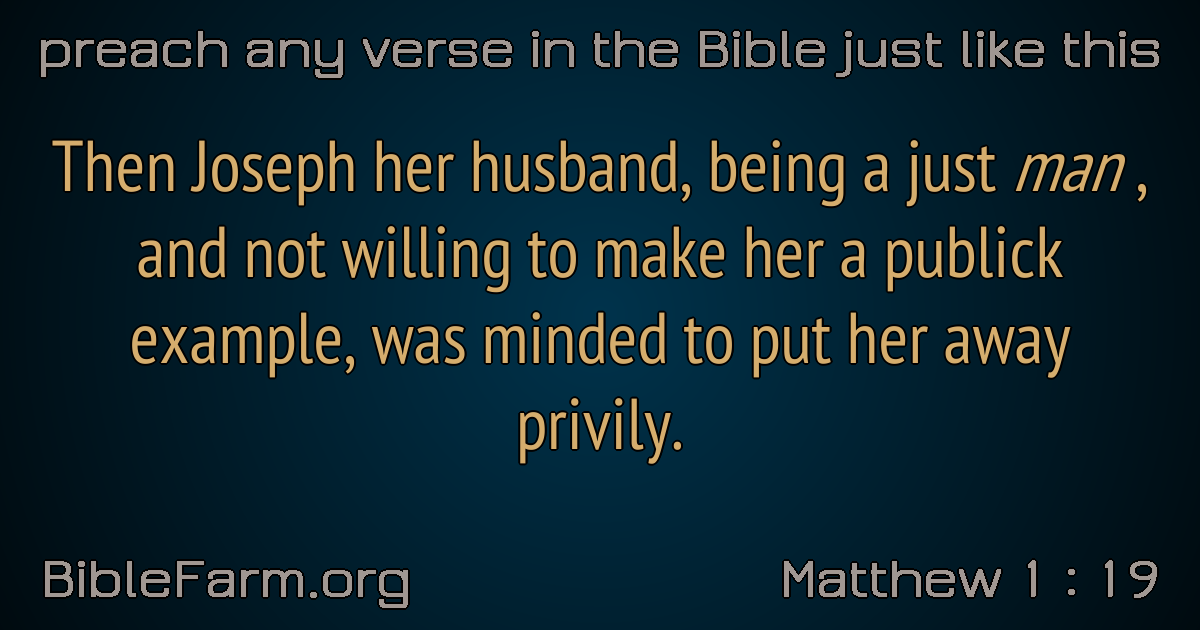 preach any verse in the Bible just like this
Then Joseph her husband, being a just man ,
and not willing to make her a publick
example, was minded to put her away
privily.
BibleFarm.org
Matthew 1 : 19